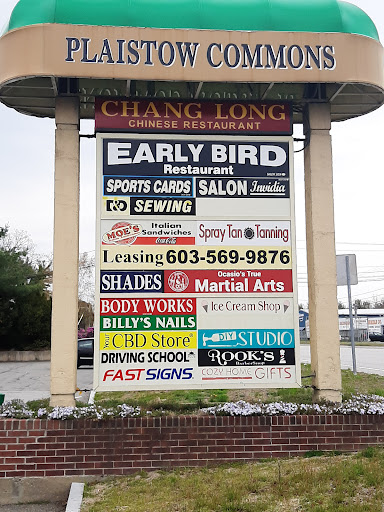 PLAISTOW COMMONS
CHANG LONG
CHINESE RESTAURANT
EARLY BIRD
Restaurant
SPORTS CARDS
SALON Invidia
SEWING
MOE'S
Italian
Sandwiches
Coca-Cola
Spray Tan Tanning
Leasing 603-569-9876
SHADES
Ocasio's True
Martial Arts
BODY WORKS
Ice Cream Shop
BILLY'S NAILS
Your CBD Store
DIY STUDIO
DRIVING SCHOOL
ROOK'S
Barbershop
FASTSIGNS
COZY HOME
GIFTS